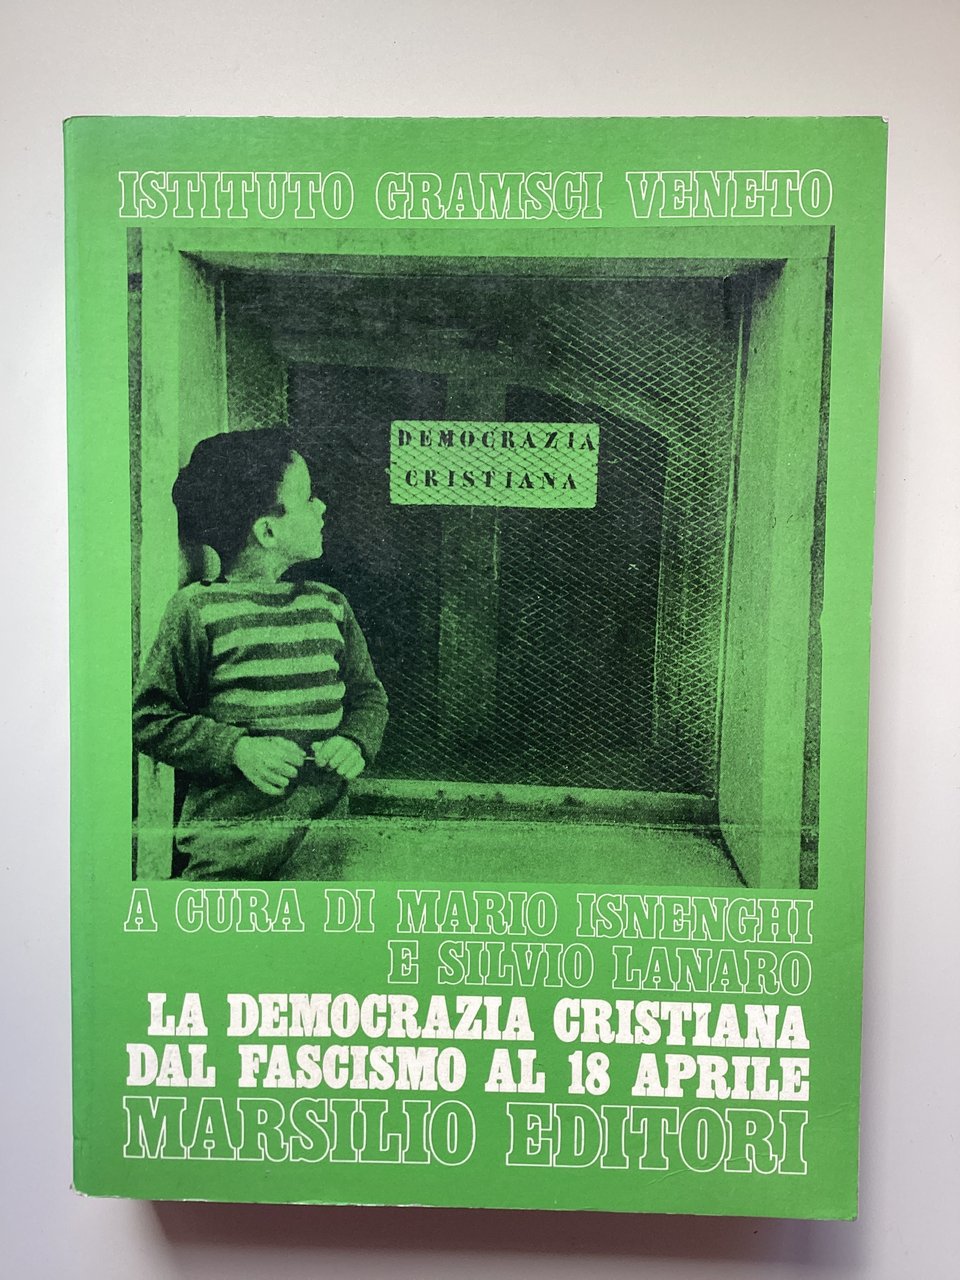 ISTITUTO GRAMSCI VENETO
DEMOCRAZIA
CRISTIANA
A CURA DI MARIO ISNENGHI
E SILVIO LANARO
LA DEMOCRAZIA CRISTIANA
DAL FASCISMO AL 18 APRILE
MARSILIO EDITORI